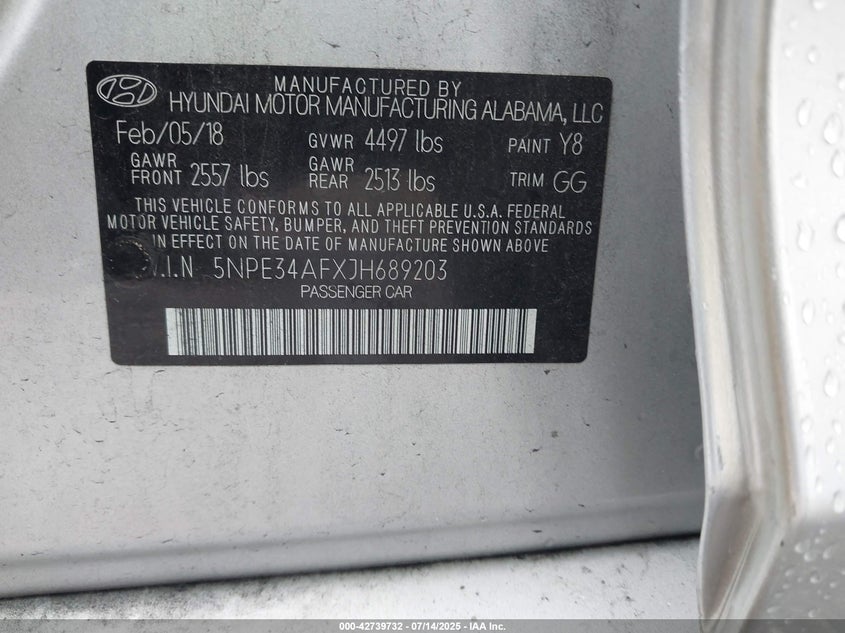 MANUFACTURED BY
HYUNDAI MOTOR MANUFACTURING ALABAMA, LLC
Feb/05/18 GVWR 4497 lbs PAINT Y8
GAWR FRONT 2557 lbs GAWR REAR 2513 lbs TRIM GG
THIS VEHICLE CONFORMS TO ALL APPLICABLE U.S.A. FEDERAL
MOTOR VEHICLE SAFETY, BUMPER, AND THEFT PREVENTION STANDARDS
IN EFFECT ON THE DATE OF MANUFACTURE SHOWN ABOVE
.I.N 5NPE34AFXJH689203
PASSENGER CAR
000-42739732 - 07/14/2025 - IAA Inc.